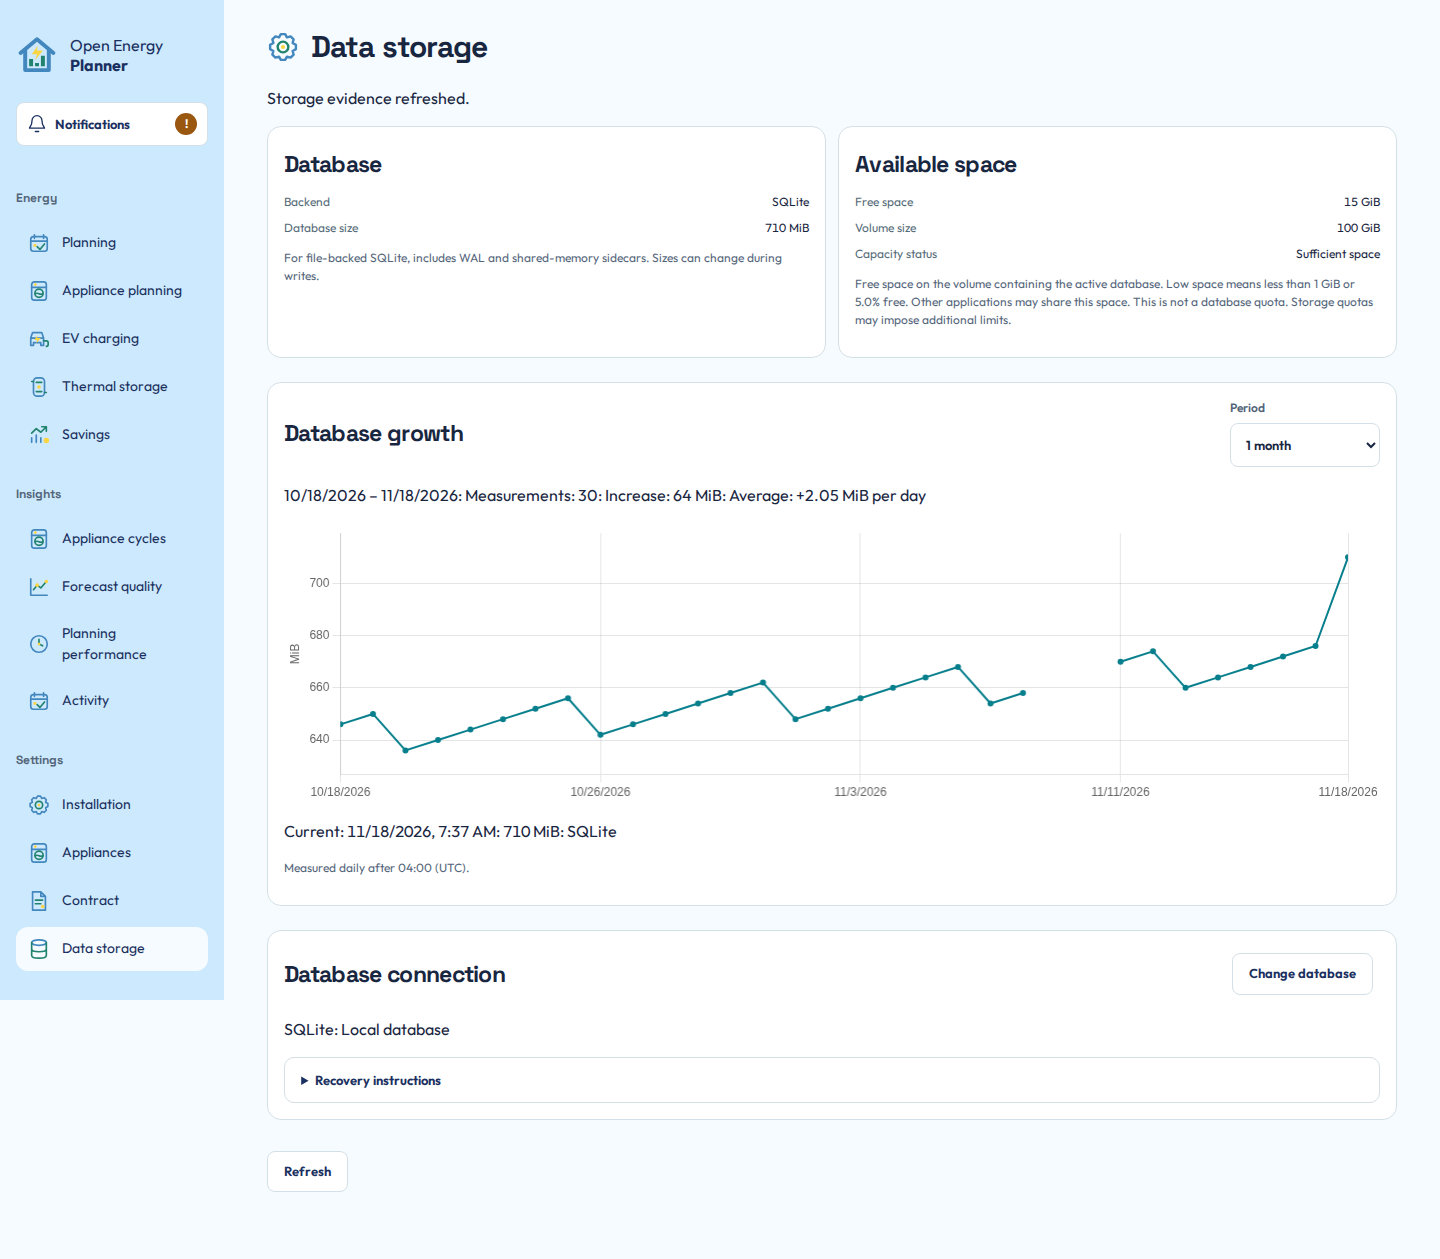 Open Energy
Planner
Notifications
!
Energy
Planning
Appliance planning
EV charging
Thermal storage
Savings
Insights
Appliance cycles
Forecast quality
Planning
performance
Activity
Settings
Installation
Appliances
Contract
Data storage
Data storage
Storage evidence refreshed.
Database
Backend SQLite
Database size 710 MiB
For file-backed SQLite, includes WAL and shared-memory sidecars. Sizes can change during
writes.
Available space
Free space 15 GiB
Volume size 100 GiB
Capacity status Sufficient space
Free space on the volume containing the active database. Low space means less than 1 GiB or
5.0% free. Other applications may share this space. This is not a database quota. Storage quotas
may impose additional limits.
Database growth
Period
1 month
10/18/2026 – 11/18/2026: Measurements: 30: Increase: 64 MiB: Average: +2.05 MiB per day
MiB
700
680
660
640
10/18/2026 10/26/2026 11/3/2026 11/11/2026 11/18/2026
Current: 11/18/2026, 7:37 AM: 710 MiB: SQLite
Measured daily after 04:00 (UTC).
Database connection
Change database
SQLite: Local database
Recovery instructions
Refresh